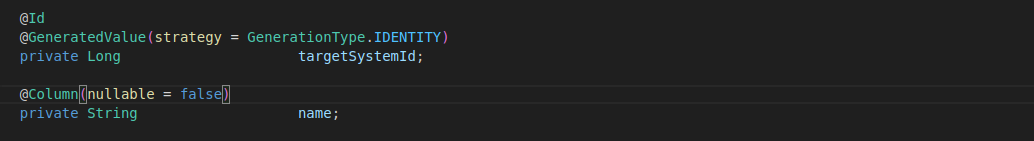 @Id
@GeneratedValue(strategy = GenerationType.IDENTITY)
private Long                     targetSystemId;
@Column(nullable = false)
private String                   name;